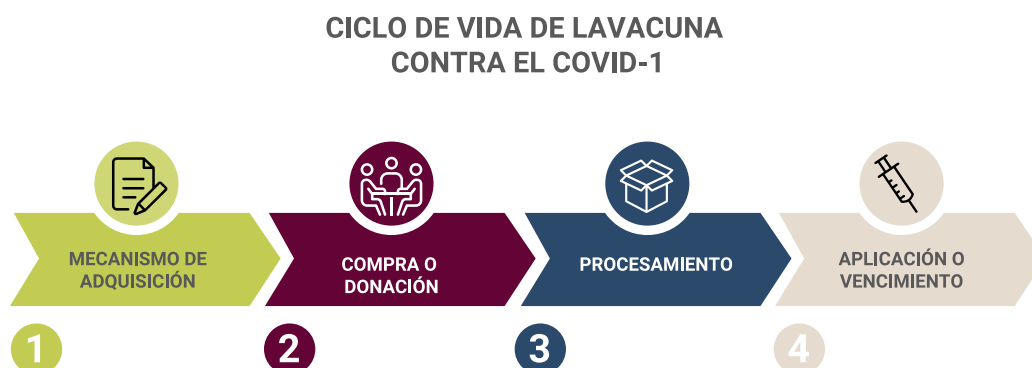 CICLO DE VIDA DE LAVACUNA
CONTRA EL COVID-1
MECANISMO DE
ADQUISICIÓN
COMPRA O
DONACIÓN
PROCESAMIENTO
APLICACIÓN O
VENCIMIENTO
1
2
3
4